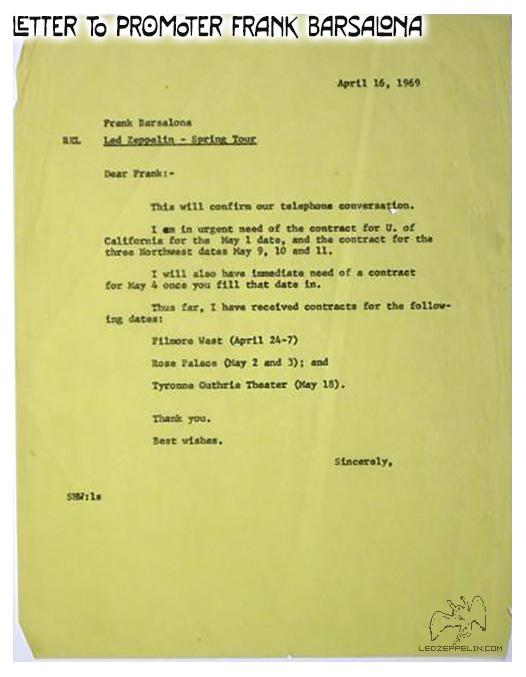 LETTER TO PROMOTER FRANK BARSALONA
April 16, 1969
Frank Barsalona
REL Led Zeppelin - Spring Tour
Dear Frank:-
This will confirm our telephone conversation.
I am in urgent need of the contract for U. of
California for the May 1 date, and the contract for the
three Northwest dates May 9, 10 and 11.
I will also have immediate need of a contract
for May 4 once you fill that date in.
Thus far, I have received contracts for the follow-
ing dates:
Filmore West (April 24-7)
Rose Palace (May 2 and 3); and
Tyronne Guthrie Theater (May 18).
Thank you.
Best wishes.
Sincerely,
SHW:ls
LEDZEPPELIN.COM